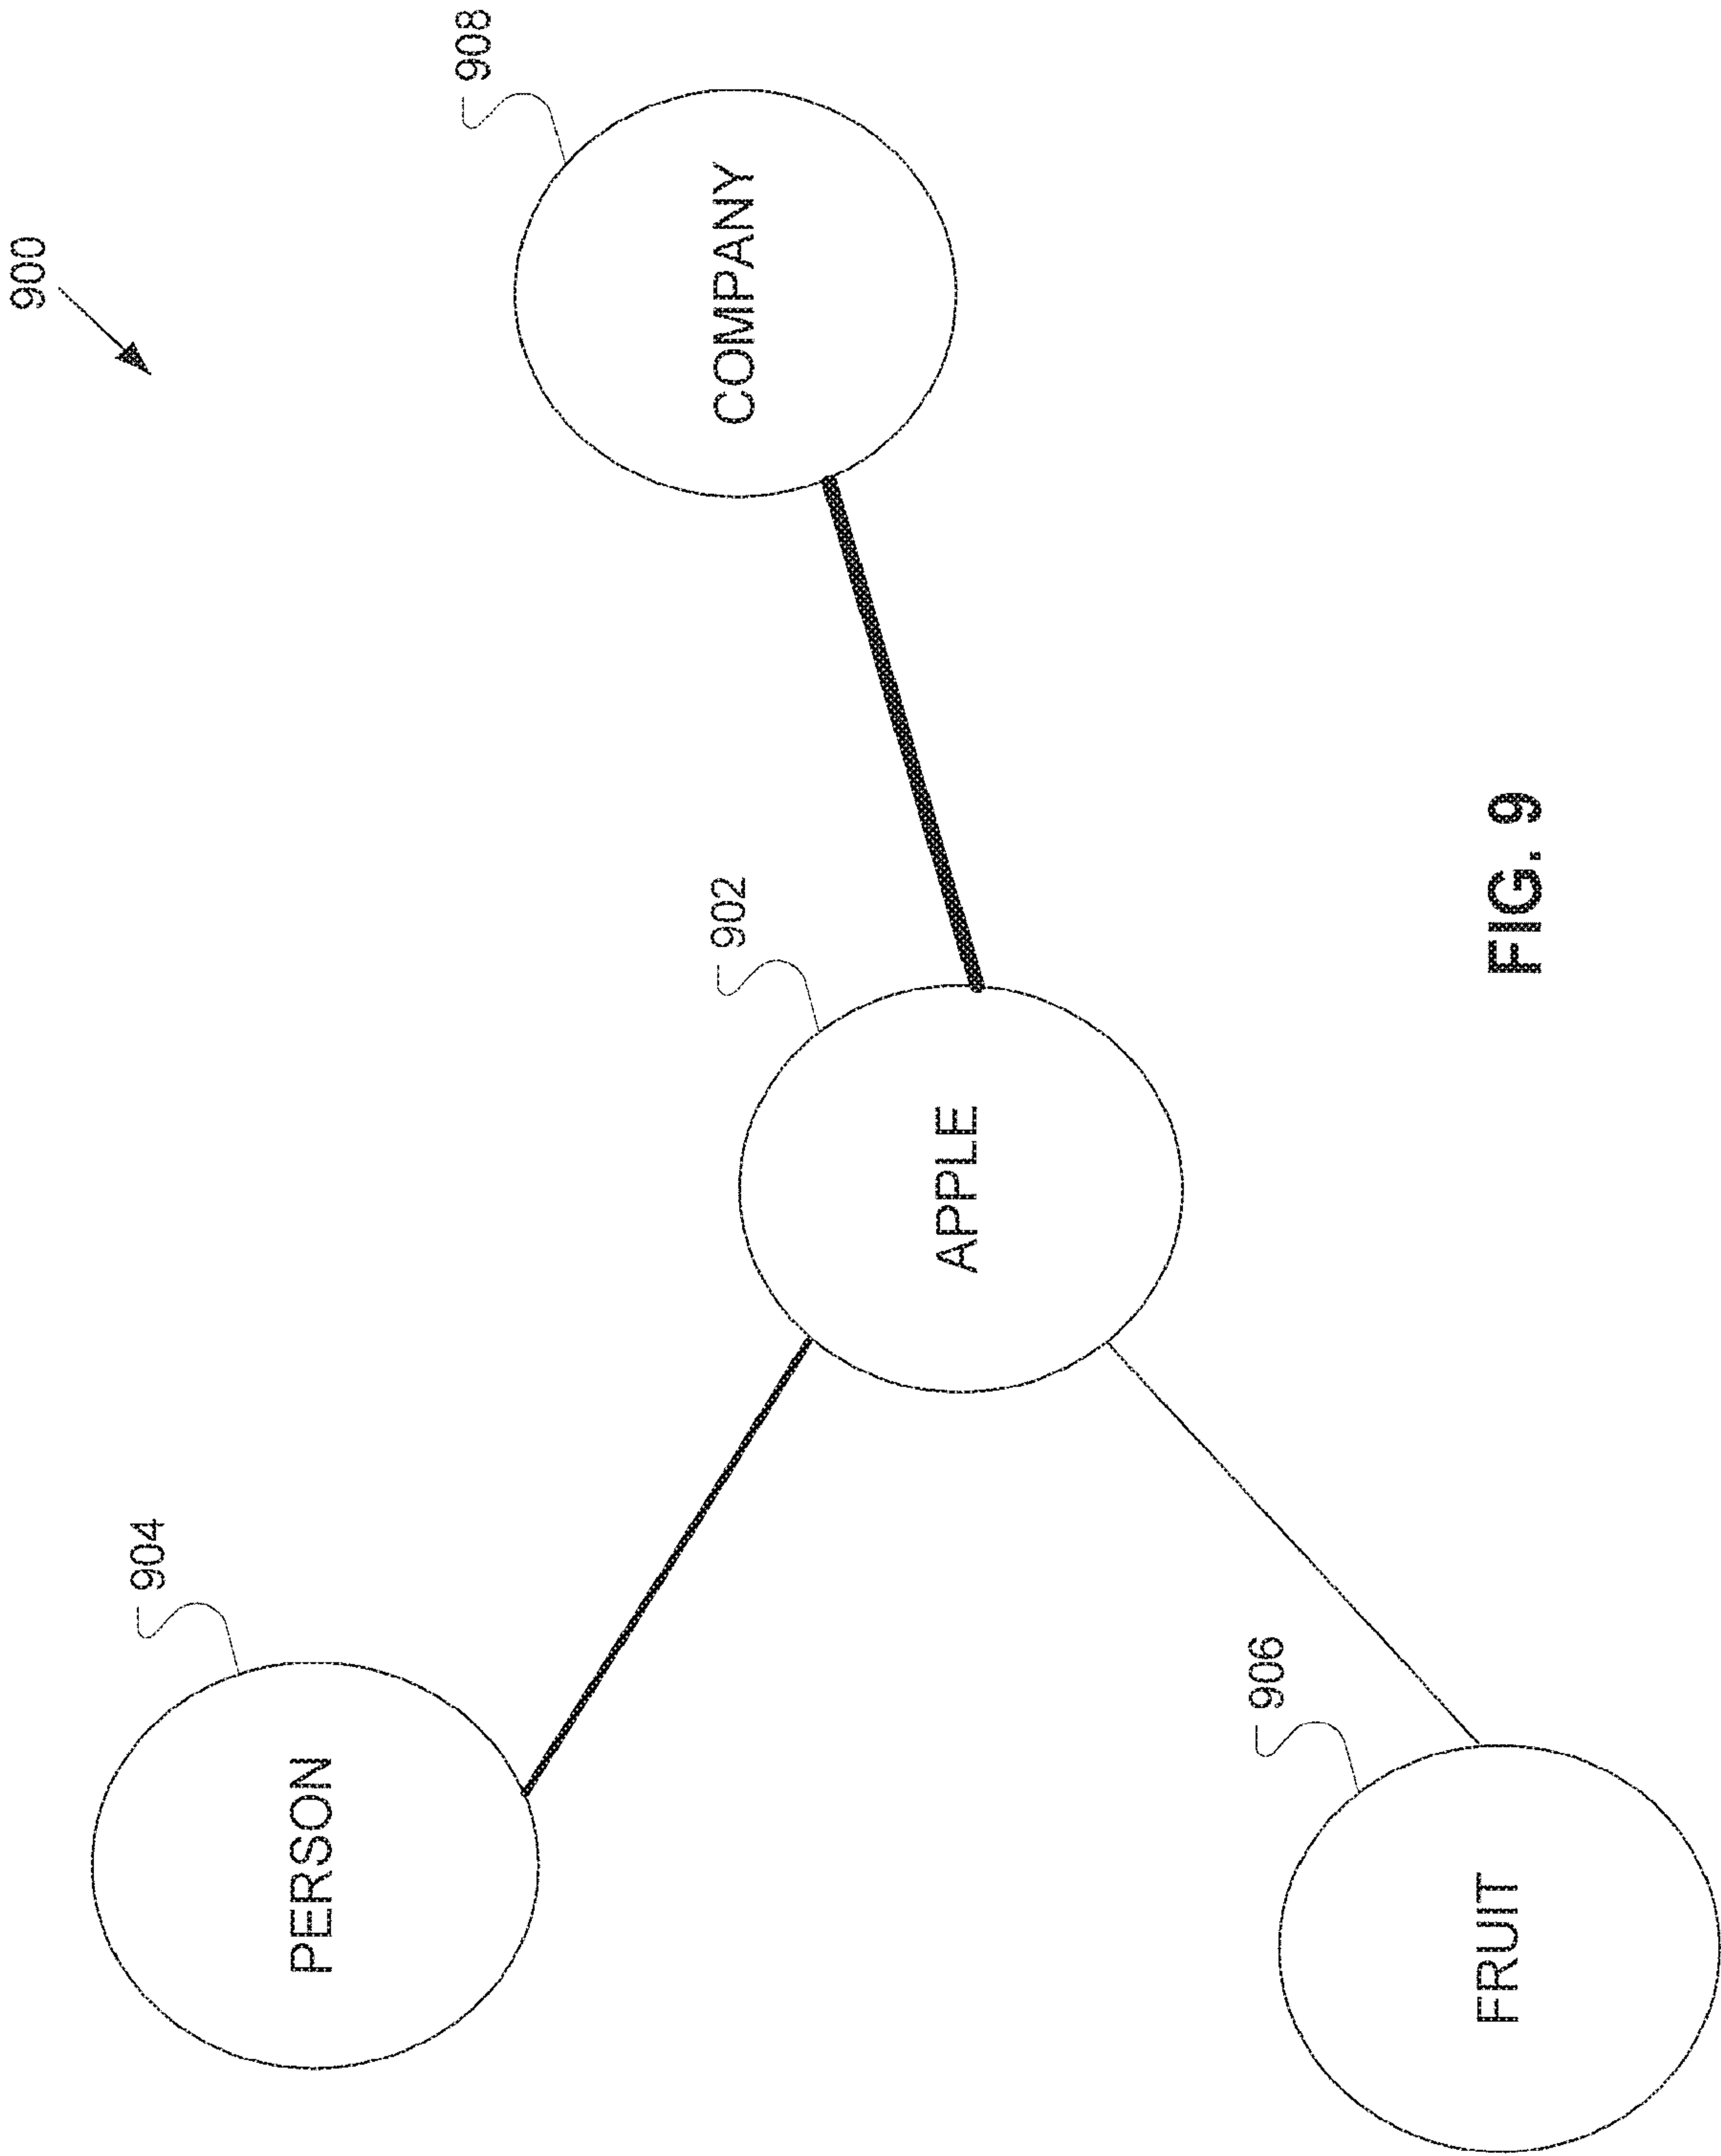 900
904
PERSON
908
902
COMPANY
APPLE
906
FRUIT
FIG. 9